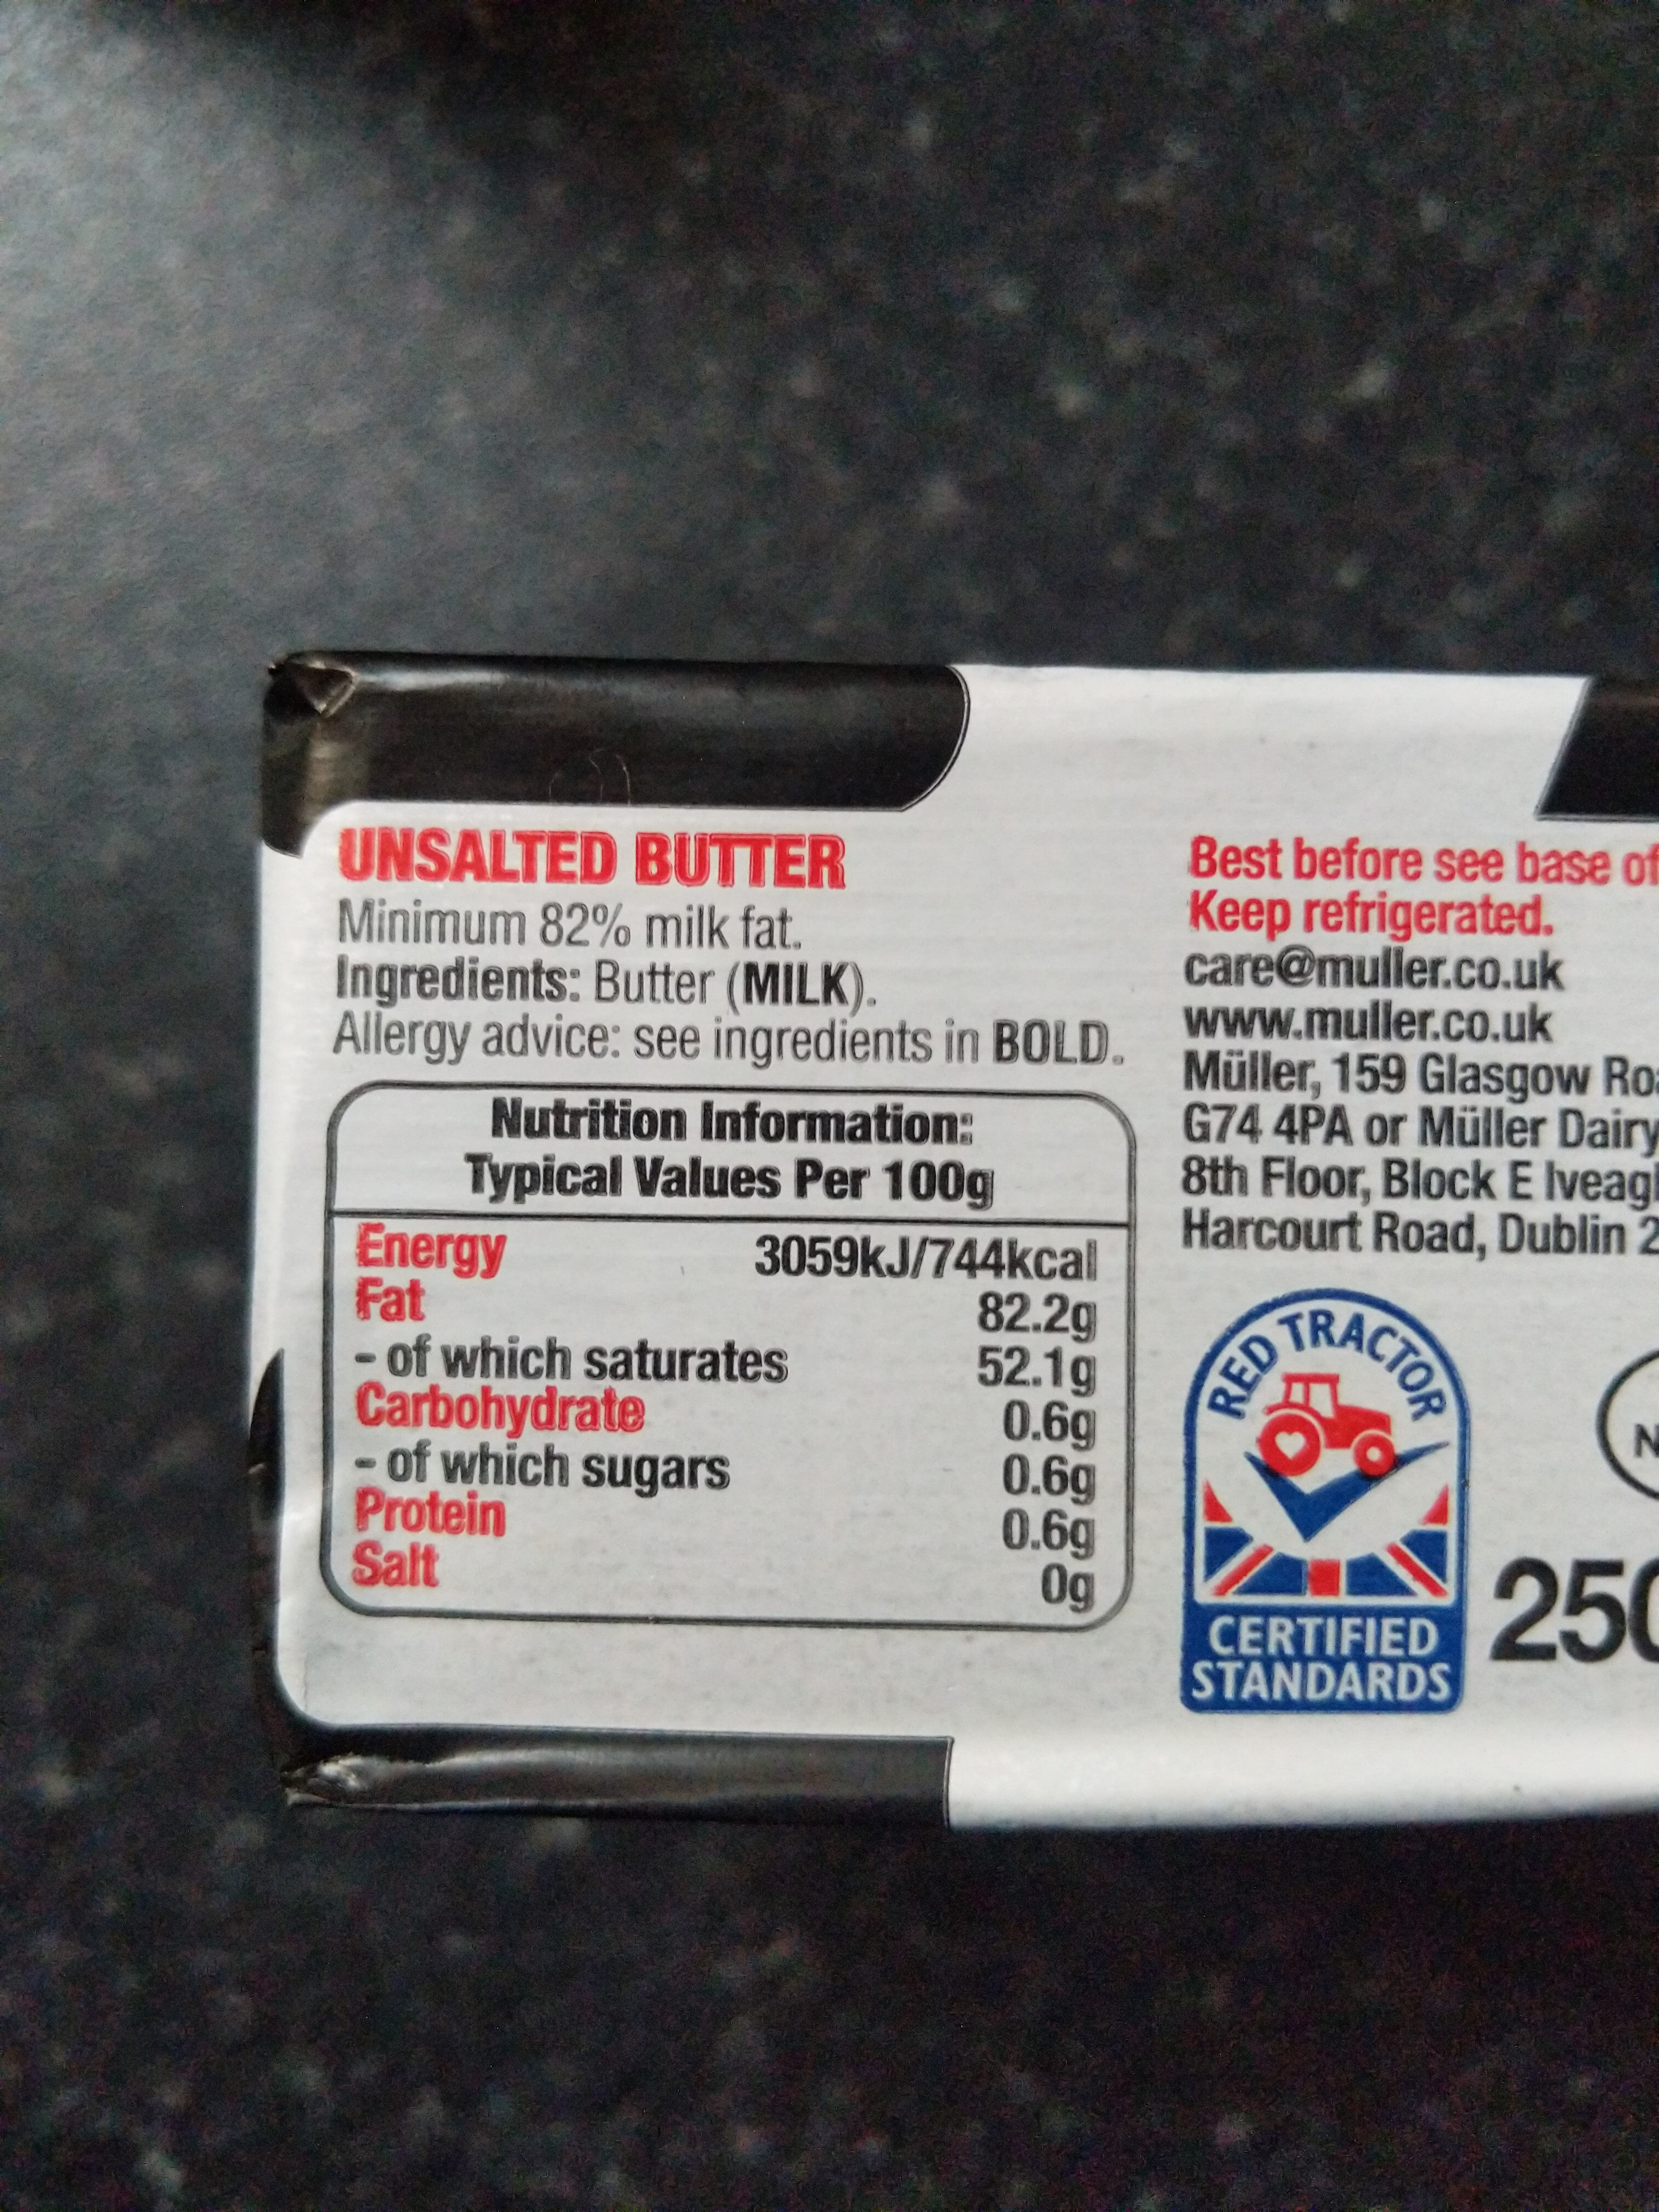 UNSALTED BUTTER
Minimum 82% milk fat.
Ingredients: Butter (MILK).
Allergy advice: see ingredients in BOLD.
Nutrition Information:
Typical Values Per 100g
Energy 3059kJ/744kcal
Fat 82.2g
- of which saturates 52.1g
Carbohydrate 0.6g
- of which sugars 0.6g
Protein 0.6g
Salt 0g
Best before see base of
Keep refrigerated.
care@muller.co.uk
www.muller.co.uk
Müller, 159 Glasgow
G74 4PA or Müller Dairy
8th Floor, Block E
Harcourt Road, Dublin 2
RED TRACTOR
CERTIFIED
STANDARDS
250